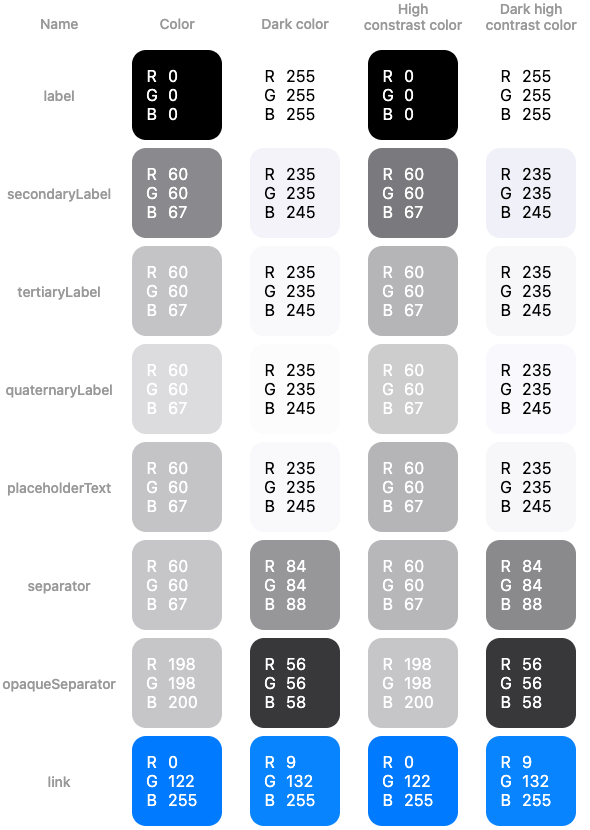 Name Color Dark color High constrast color Dark high contrast color
label
R 0 R 255 R 0 R 255
G 0 G 255 G 0 G 255
B 0 B 255 B 0 B 255
secondaryLabel
R 60 R 235 R 60 R 235
G 60 G 235 G 60 G 235
B 67 B 245 B 67 B 245
tertiaryLabel
R 60 R 235 R 60 R 235
G 60 G 235 G 60 G 235
B 67 B 245 B 67 B 245
quaternaryLabel
R 60 R 235 R 60 R 235
G 60 G 235 G 60 G 235
B 67 B 245 B 67 B 245
placeholderText
R 60 R 235 R 60 R 235
G 60 G 235 G 60 G 235
B 67 B 245 B 67 B 245
separator
R 60 R 84 R 60 R 84
G 60 G 84 G 60 G 84
B 67 B 88 B 67 B 88
opaqueSeparator
R 198 R 56 R 198 R 56
G 198 G 56 G 198 G 56
B 200 B 58 B 200 B 58
link
R 0 R 9 R 0 R 9
G 122 G 132 G 122 G 132
B 255 B 255 B 255 B 255